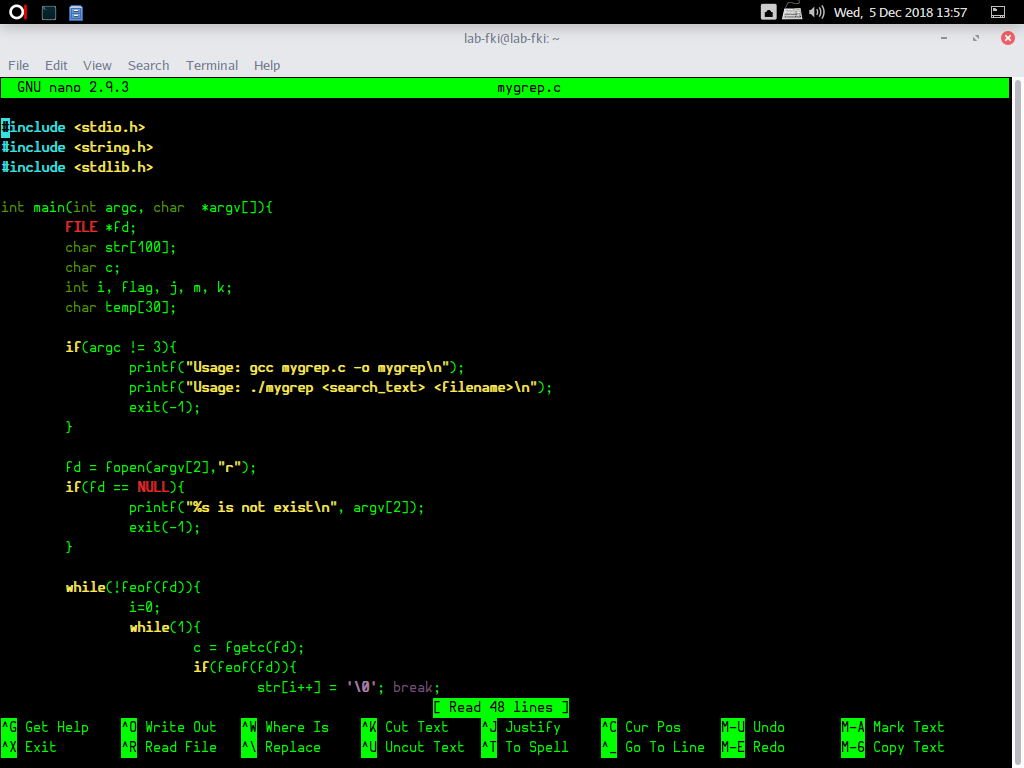 Wed, 5 Dec 2018 13:57
lab-fki@lab-fki: ~
File Edit View Search Terminal Help
GNU nano 2.9.3 mygrep.c
#include <stdio.h>
#include <string.h>
#include <stdlib.h>
int main(int argc, char  *argv[]){
FILE *fd;
char str[100];
char c;
int i, flag, j, m, k;
char temp[30];
if(argc != 3){
printf("Usage: gcc mygrep.c -o mygrep\n");
printf("Usage: ./mygrep <search_text> <filename>\n");
exit(-1);
}
fd = fopen(argv[2],"r");
if(fd == NULL){
printf("%s is not exist\n", argv[2]);
exit(-1);
}
while(!feof(fd)){
i=0;
while(1){
c = fgetc(fd);
if(feof(fd)){
str[i++] = '\0'; break;
[ Read 48 lines ]
^G Get Help ^O Write Out ^W Where Is ^K Cut Text ^J Justify ^C Cur Pos M-U Undo M-A Mark Text
^X Exit ^R Read File ^\ Replace ^U Uncut Text ^T To Spell ^_ Go To Line M-E Redo M-6 Copy Text